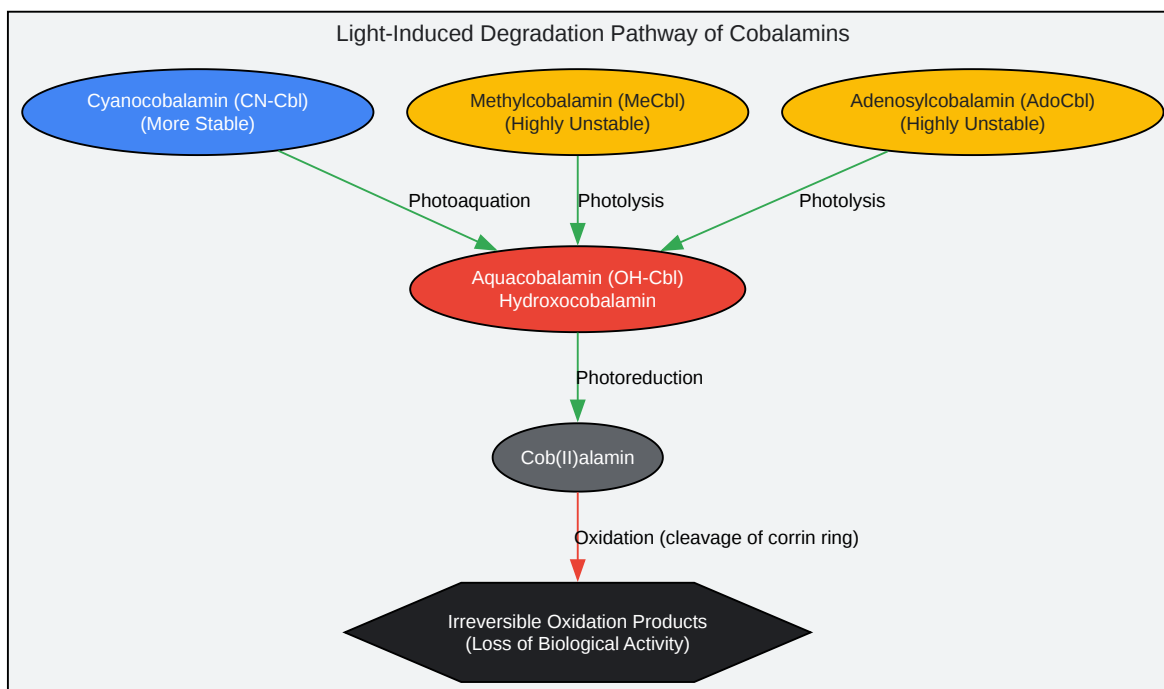 Light-Induced Degradation Pathway of Cobalamins
Cyanocobalamin (CN-Cbl)
(More Stable)
Methylcobalamin (MeCbl)
(Highly Unstable)
Adenosylcobalamin (AdoCbl)
(Highly Unstable)
Photoaquation
Photolysis
Photolysis
Aquacobalamin (OH-Cbl)
Hydroxocobalamin
Photoreduction
Cob(II)alamin
Oxidation (cleavage of corrin ring)
Irreversible Oxidation Products
(Loss of Biological Activity)